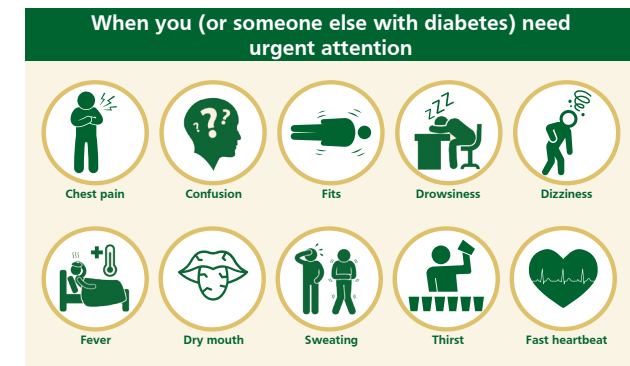 When you (or someone else with diabetes) need
urgent attention
???
ZZZ
Chest pain
Confusion
Fits
Drowsiness
Dizziness
Fever
Dry mouth
Sweating
Thirst
Fast heartbeat